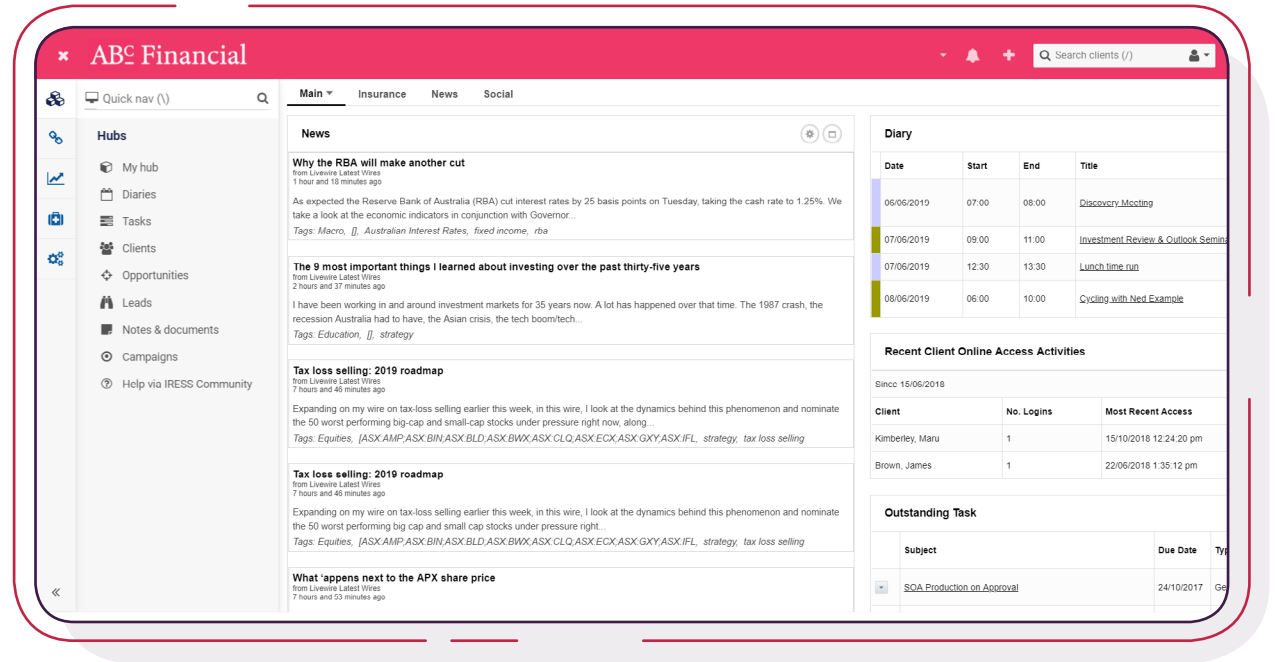 ABC Financial
Search clients (/)
Quick nav (\)
Main
Insurance
News
Social
Hubs
My hub
Diaries
Tasks
Clients
Opportunities
Leads
Notes & documents
Campaigns
Help via IRESS Community
News
Why the RBA will make another cut
from Livewire Latest Wires
1 hour and 18 minutes ago
As expected the Reserve Bank of Australia (RBA) cut interest rates by 25 basis points on Tuesday, taking the cash rate to 1.25%. We
take a look at the economic indicators in conjunction with Governor...
Tags: Macro, [], Australian Interest Rates, fixed income, rba
The 9 most important things I learned about investing over the past thirty-five years
from Livewire Latest Wires
2 hours and 37 minutes ago
I have been working in and around investment markets for 35 years now. A lot has happened over that time. The 1987 crash, the
recession Australia had to have, the Asian crisis, the tech boom/tech...
Tags: Education, [], strategy
Tax loss selling: 2019 roadmap
from Livewire Latest Wires
7 hours and 46 minutes ago
Expanding on my wire on tax-loss selling earlier this week, in this wire, I look at the dynamics behind this phenomenon and nominate
the 50 worst performing big-cap and small-cap stocks under pressure right now, along...
Tags: Equities, [ASX:AMP;ASX:BIN;ASX:BLD;ASX:BWX;ASX:CLQ;ASX:ECX;ASX:GXY;ASX:IFL, strategy, tax loss selling
Tax loss selling: 2019 roadmap
from Livewire Latest Wires
7 hours and 46 minutes ago
Expanding on my wire on tax-loss selling earlier this week, in this wire, I look at the dynamics behind this phenomenon and nominate
the 50 worst performing big cap and small cap stocks under pressure right...
Tags: Equities, [ASX:AMP;ASX:BIN;ASX:BLD;ASX:BWX;ASX:CLQ;ASX:ECX;ASX:GXY;ASX:IFL, strategy, tax loss selling
What 'appens next to the APX share price
from Livewire Latest Wires
7 hours and 53 minutes ago
Diary
Date Start End Title
06/06/2019 07:00 08:00 Discovery Meeting
07/06/2019 09:00 11:00 Investment Review & Outlook Semina
07/06/2019 12:30 13:30 Lunch time run
08/06/2019 06:00 10:00 Cycling with Ned Example
Recent Client Online Access Activities
Since 15/06/2018
Client No. Logins Most Recent Access
Kimberley, Maru 1 15/10/2018 12:24:20 pm
Brown, James 1 22/06/2018 1:35:12 pm
Outstanding Task
Subject Due Date Typ
SOA Production on Approval 24/10/2017 Ge